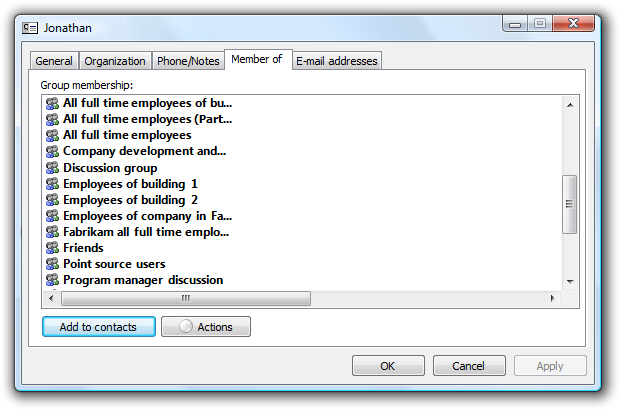 Jonathan
General Organization Phone/Notes Member of E-mail addresses
Group membership:
All full time employees of bu...
All full time employees (Part...
All full time employees
Company development and...
Discussion group
Employees of building 1
Employees of building 2
Employees of company in Fa...
Fabrikam all full time emplo...
Friends
Point source users
Program manager discussion
Add to contacts Actions
OK Cancel Apply